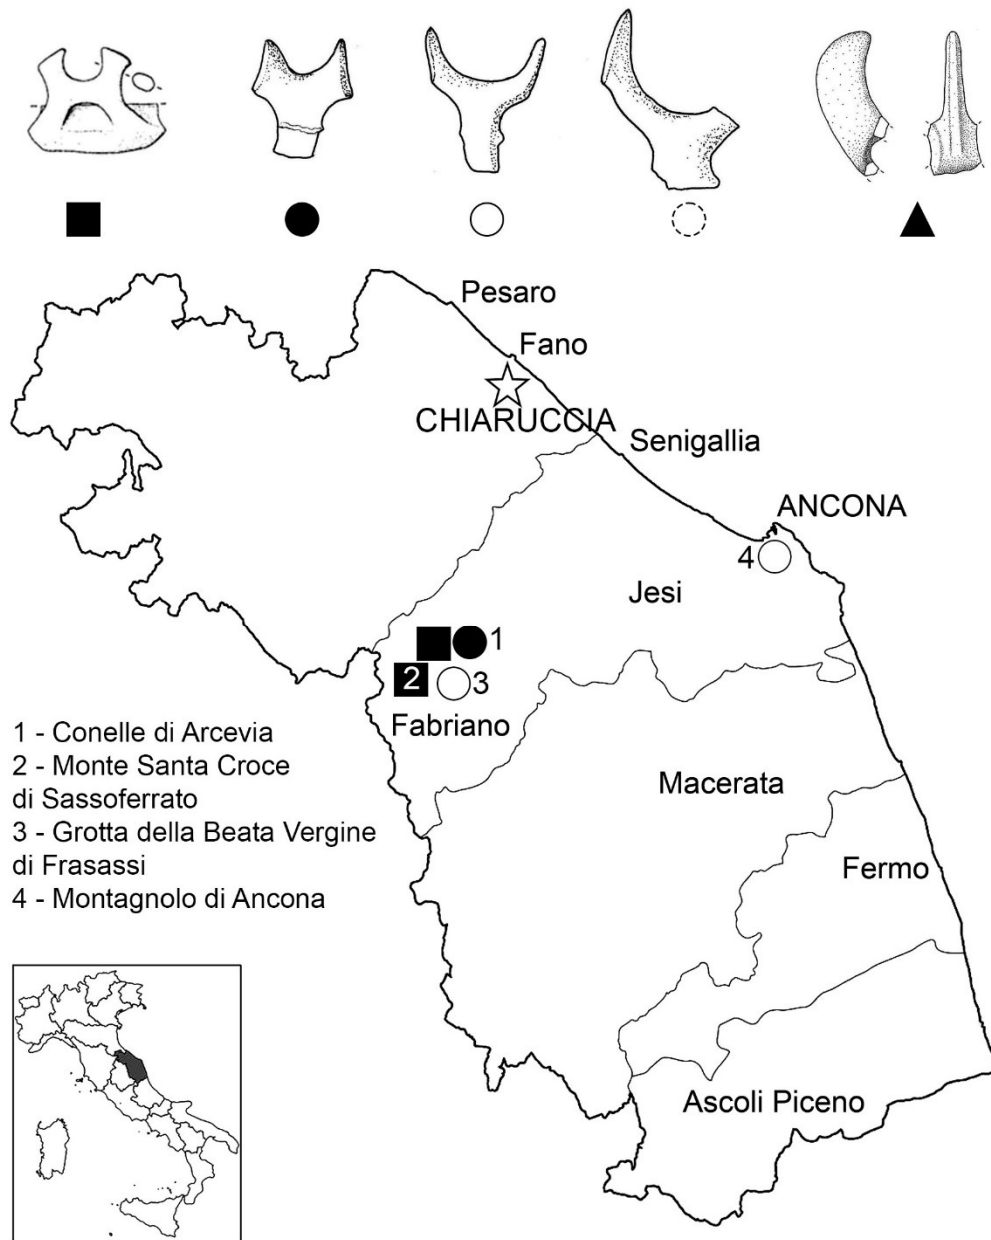 Pesaro
Fano
CHIARUCCIA
Senigallia
ANCONA
4
Jesi
1
2
3
Fabriano
1 - Conelle di Arcevia
2 - Monte Santa Croce
di Sassoferrato
3 - Grotta della Beata Vergine
di Frasassi
4 - Montagnolo di Ancona
Macerata
Fermo
Ascoli Piceno